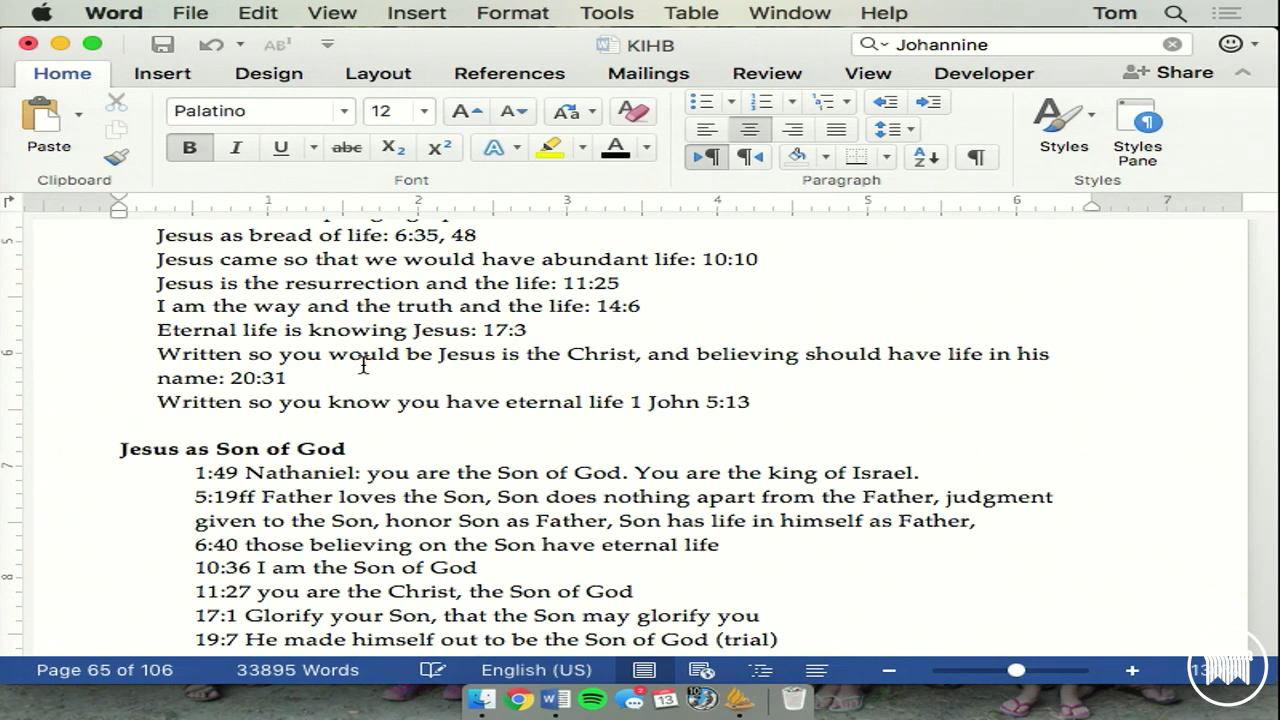 Word File Edit View Insert Format Tools Table Window Help Tom
KIHB Johannine
Home Insert Design Layout References Mailings Review View Developer Share
Palatino 12 A A Aa A
Paste B I U abc X2 X2 A A
Styles Styles Pane
Clipboard Font Paragraph Styles
1 2 3 4 5 6 7
Jesus as bread of life: 6:35, 48
Jesus came so that we would have abundant life: 10:10
Jesus is the resurrection and the life: 11:25
I am the way and the truth and the life: 14:6
Eternal life is knowing Jesus: 17:3
Written so you would be Jesus is the Christ, and believing should have life in his
name: 20:31
Written so you know you have eternal life 1 John 5:13
Jesus as Son of God
1:49 Nathaniel: you are the Son of God. You are the king of Israel.
5:19ff Father loves the Son, Son does nothing apart from the Father, judgment
given to the Son, honor Son as Father, Son has life in himself as Father,
6:40 those believing on the Son have eternal life
10:36 I am the Son of God
11:27 you are the Christ, the Son of God
17:1 Glorify your Son, that the Son may glorify you
19:7 He made himself out to be the Son of God (trial)
Page 65 of 106 33895 Words English (US)